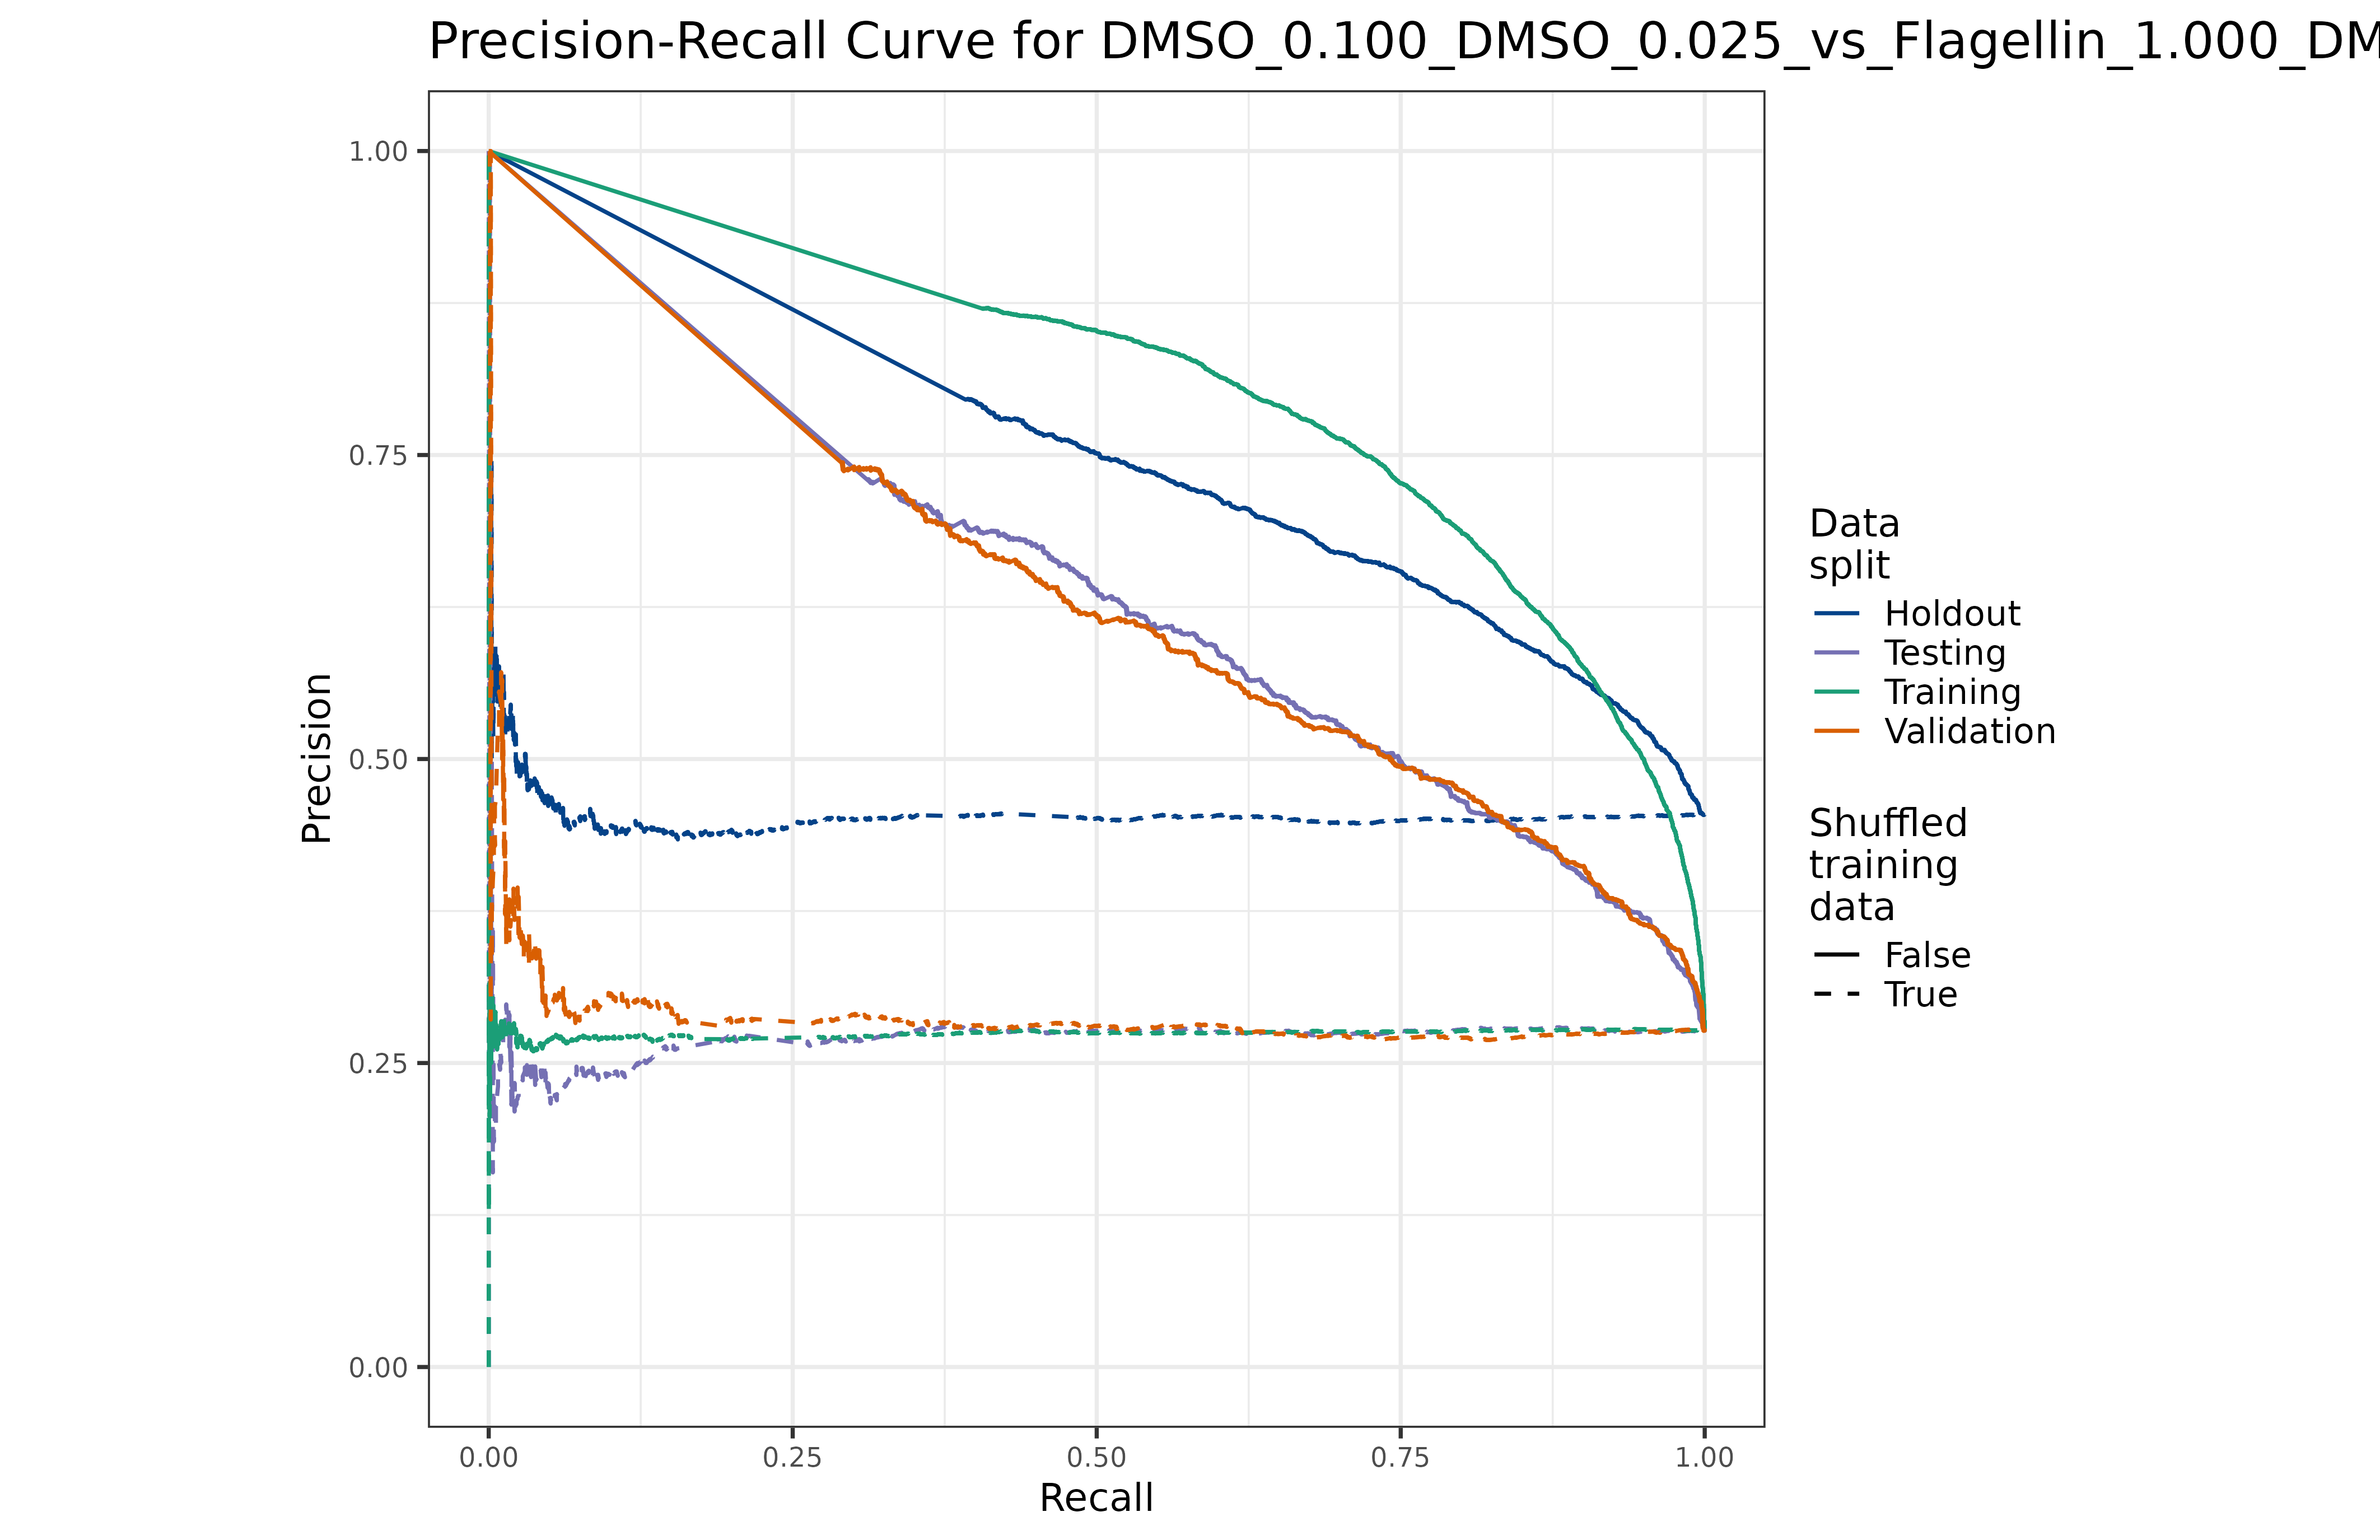 Precision-Recall Curve for DMSO_0.100_DMSO_0.025_vs_Flagellin_1.000_DM
Precision
1.00
0.75
0.50
0.25
0.00
0.00 0.25 0.50 0.75 1.00
Recall
Data
split
Holdout
Testing
Training
Validation
Shuffled
training
data
False
True